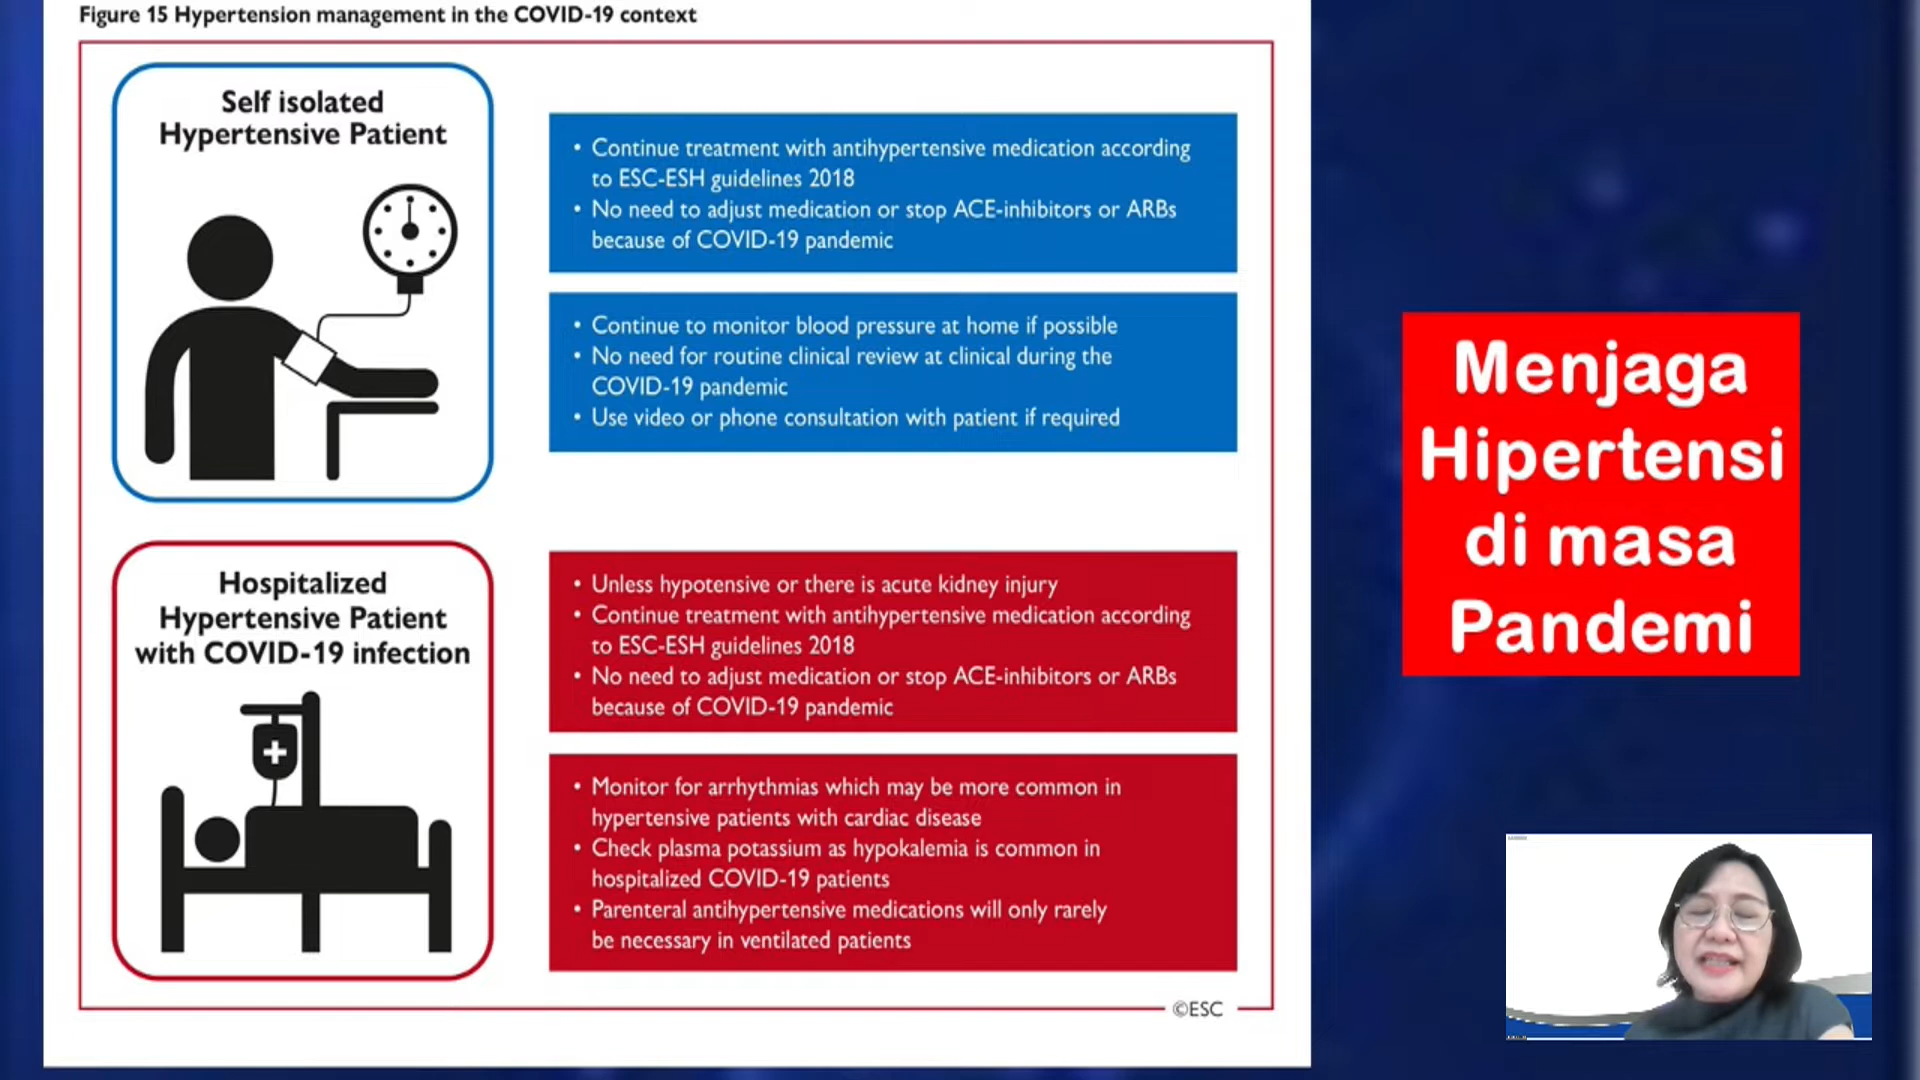 Figure 15 Hypertension management in the COVID-19 context
Self isolated
Hypertensive Patient
• Continue treatment with antihypertensive medication according
to ESC-ESH guidelines 2018
• No need to adjust medication or stop ACE-inhibitors or ARBs
because of COVID-19 pandemic
• Continue to monitor blood pressure at home if possible
• No need for routine clinical review at clinical during the
COVID-19 pandemic
• Use video or phone consultation with patient if required
Hospitalized
Hypertensive Patient
with COVID-19 infection
• Unless hypotensive or there is acute kidney injury
• Continue treatment with antihypertensive medication according
to ESC-ESH guidelines 2018
• No need to adjust medication or stop ACE-inhibitors or ARBs
because of COVID-19 pandemic
• Monitor for arrhythmias which may be more common in
hypertensive patients with cardiac disease
• Check plasma potassium as hypokalemia is common in
hospitalized COVID-19 patients
• Parenteral antihypertensive medications will only rarely
be necessary in ventilated patients
©ESC
Menjaga
Hipertensi
di masa
Pandemi